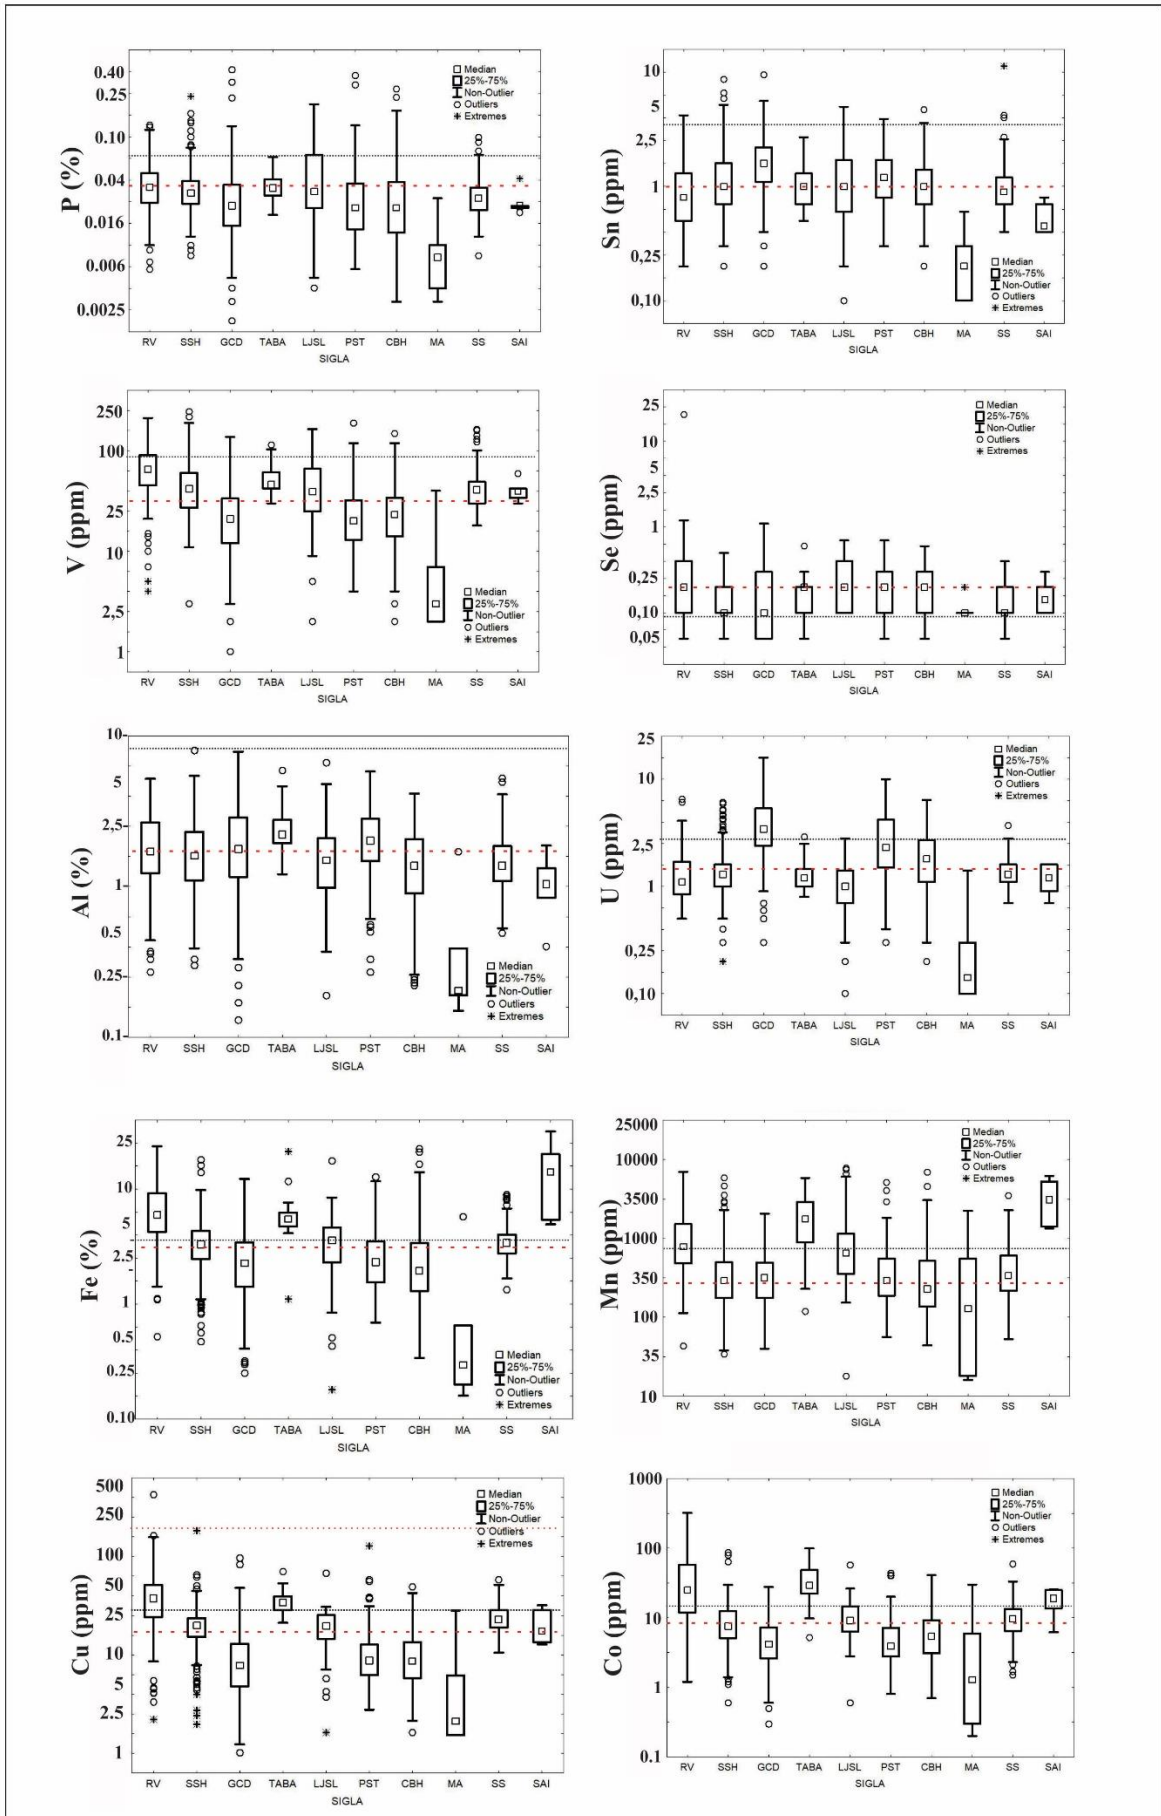 P (%)
0.40
0.25
0.10
0.04
0.016
0.006
0.0025
Median
25%-75%
Non-Outlier
Outliers
Extremes
RV SSH GCD TABA LJSL PST CBH MA SS SAI
SIGLA
Sn (ppm)
10
5
2,5
1
0,25
0,10
Median
25%-75%
Non-Outlier
Outliers
Extremes
RV SSH GCD TABA LJSL PST CBH MA SS SAI
SIGLA
V (ppm)
250
100
25
10
2.5
1
Median
25%-75%
Non-Outlier
Outliers
Extremes
RV SSH GCD TABA LJSL PST CBH MA SS SAI
SIGLA
Se (ppm)
25
10
5
2.5
1
0,25
0,10
0,05
Median
25%-75%
Non-Outlier
Outliers
Extremes
RV SSH GCD TABA LJSL PST CBH MA SS SAI
SIGLA
Al (%)
10
5
2,5
1
0.5
0.25
0.1
Median
25%-75%
Non-Outlier
Outliers
Extremes
RV SSH GCD TABA LJSL PST CBH MA SS SAI
SIGLA
U (ppm)
25
10
2.5
1
0,25
0,10
Median
25%-75%
Non-Outlier
Outliers
Extremes
RV SSH GCD TABA LJSL PST CBH MA SS SAI
SIGLA
Fe (%)
25
10
5
2.5
1
0.5
0.25
0.10
Median
25%-75%
Non-Outlier
Outliers
Extremes
RV SSH GCD TABA LJSL PST CBH MA SS SAI
SIGLA
Mn (ppm)
25000
10000
3500
1000
350
100
35
10
Median
25%-75%
Non-Outlier
Outliers
Extremes
RV SSH GCD TABA LJSL PST CBH MA SS SAI
SIGLA
Cu (ppm)
500
250
100
50
25
10
5
2.5
1
Median
25%-75%
Non-Outlier
Outliers
Extremes
RV SSH GCD TABA LJSL PST CBH MA SS SAI
SIGLA
Co (ppm)
1000
100
10
1
0.1
Median
25%-75%
Non-Outlier
Outliers
Extremes
RV SSH GCD TABA LJSL PST CBH MA SS SAI
SIGLA